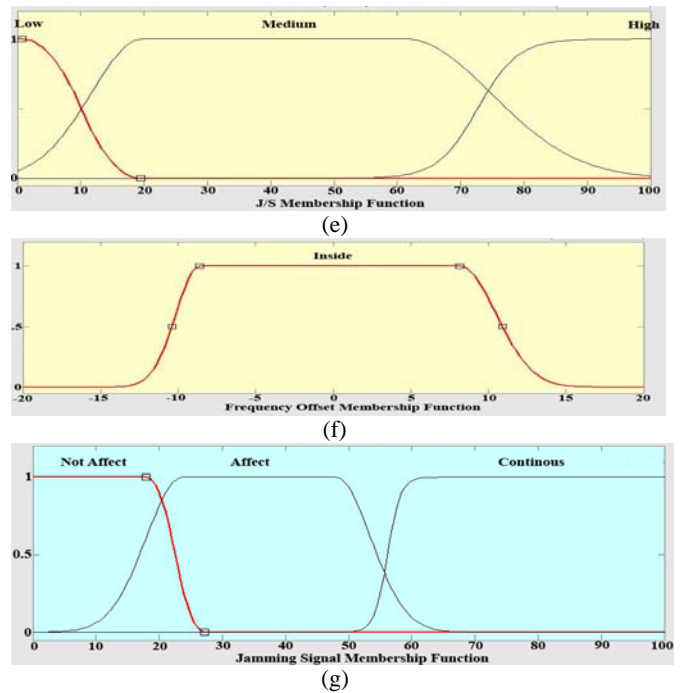 Low Medium High
1
0
0 10 20 30 40 50 60 70 80 90 100
J/S Membership Function
(e)
Inside
1
.5
0
-20 -15 -10 -5 0 5 10 15 20
Frequency Offset Membership Function
(f)
Not Affect Affect Continous
1
0.5
0
0 10 20 30 40 50 60 70 80 90 100
Jamming Signal Membership Function
(g)